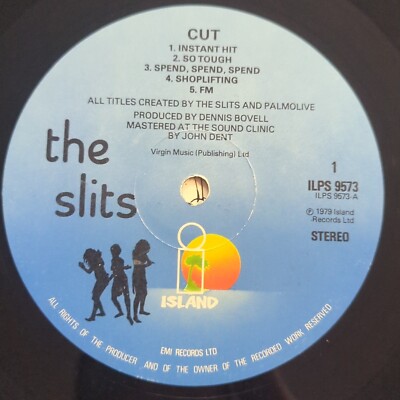 CUT
1. INSTANT HIT
2. SO TOUGH
3. SPEND, SPEND, SPEND
4. SHOPLIFTING
5. FM
ALL TITLES CREATED BY THE SLITS AND PALMOLIVE
PRODUCED BY DENNIS BOVELL
MASTERED AT THE SOUND CLINIC
BY JOHN DENT
Virgin Music (Publishing) Ltd
the
slits
1
ILPS 9573
ILPS 9573-A
℗ 1979 Island
Records Ltd
STEREO
i
ISLAND
EMI RECORDS LTD
ALL RIGHTS OF THE PRODUCER AND OF THE OWNER OF THE RECORDED WORK RESERVED